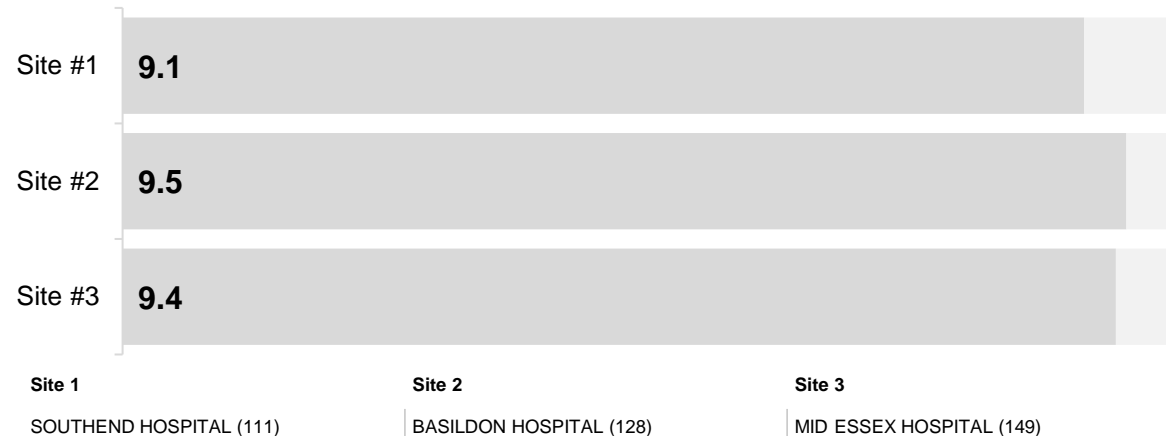 Site #1 9.1
Site #2 9.5
Site #3 9.4
Site 1 Site 2 Site 3
SOUTHEND HOSPITAL (111) BASILDON HOSPITAL (128) MID ESSEX HOSPITAL (149)